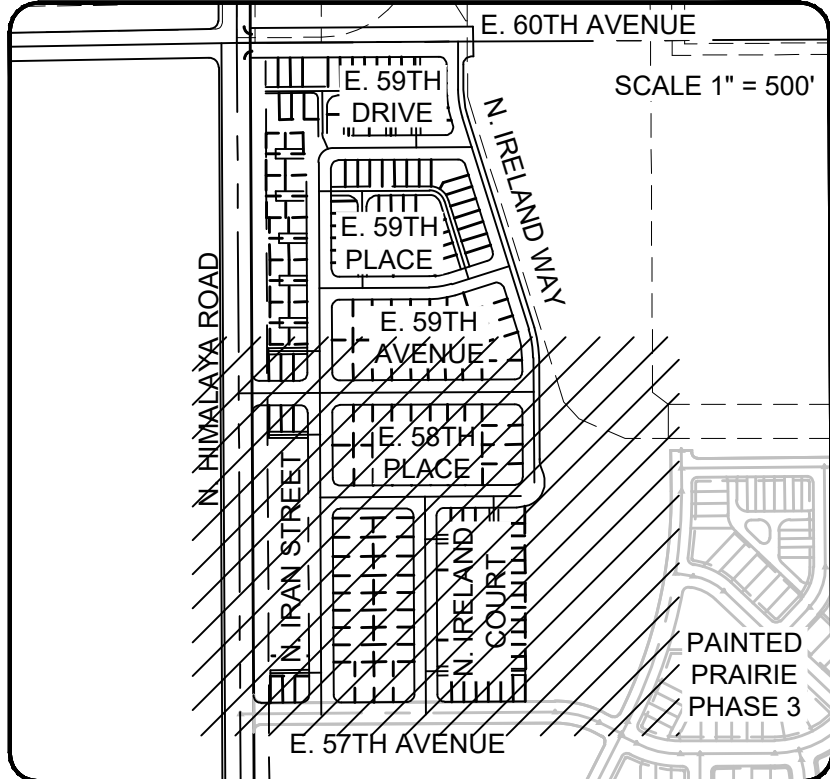 E. 60TH AVENUE
SCALE 1" = 500'
E. 59TH
DRIVE
N. IRELAND WAY
E. 59TH
PLACE
N. HIMALAYA ROAD
E. 59TH
AVENUE
E. 58TH
PLACE
N. IRAN STREET
N. IRELAND
COURT
PAINTED
PRAIRIE
PHASE 3
E. 57TH AVENUE